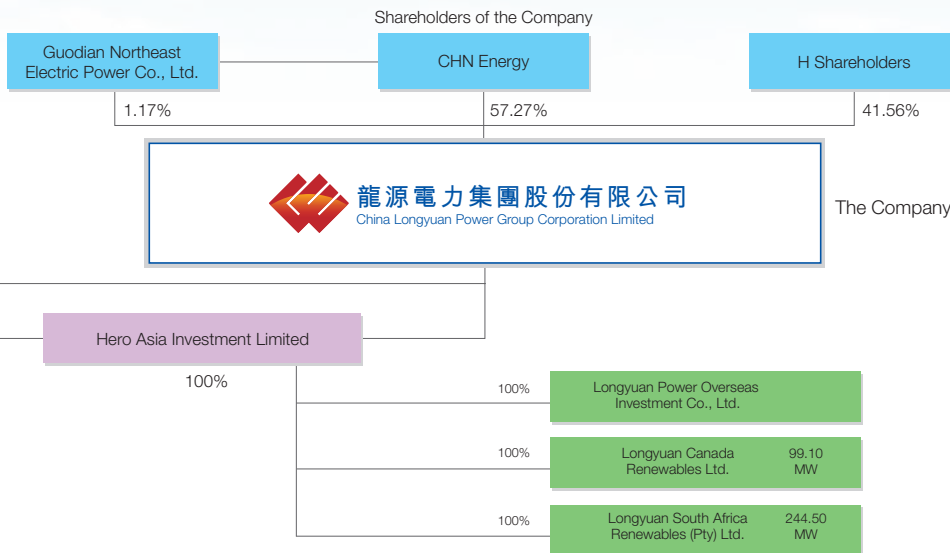 Shareholders of the Company
Guodian Northeast
Electric Power Co., Ltd.
CHN Energy
H Shareholders
1.17%
57.27%
41.56%
龍源電力集團股份有限公司
China Longyuan Power Group Corporation Limited
The Company
Hero Asia Investment Limited
100%
100%
Longyuan Power Overseas
Investment Co., Ltd.
100%
Longyuan Canada
Renewables Ltd.
99.10
MW
100%
Longyuan South Africa
Renewables (Pty) Ltd.
244.50
MW